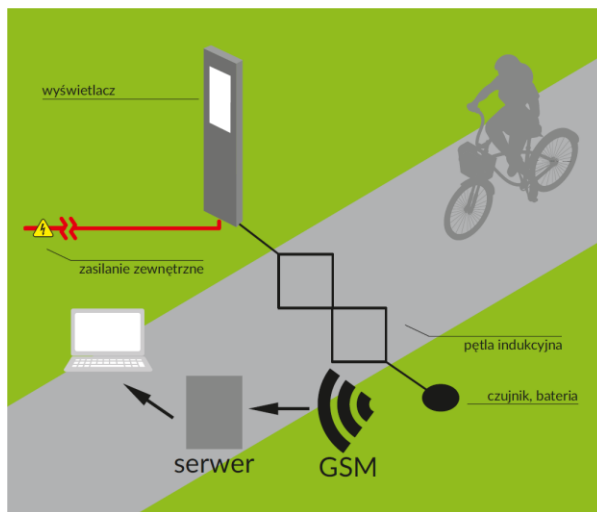 wyświetlacz
zasilanie zewnętrzne
pętla indukcyjna
czujnik, bateria
serwer
GSM